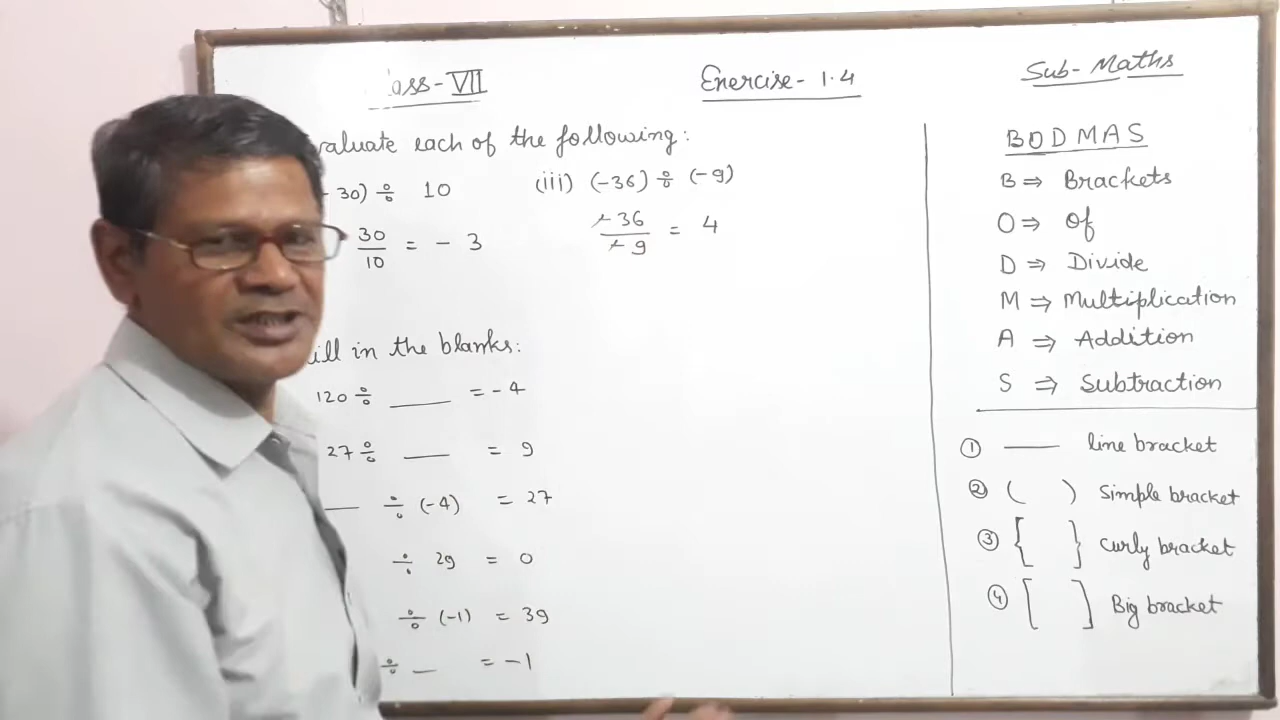 ass - VII
Exercise - 1.4
Sub - Maths
valuate each of the following:
30) ÷ 10
(iii) (-36) ÷ (-9)
30/10 = - 3
-36/-9 = 4
ill in the blanks:
120 ÷ ____ = - 4
27 ÷ ____ = 9
____ ÷ (-4) = 27
÷ 29 = 0
÷ (-1) = 39
÷ __ = -1
BODMAS
B ⇒ Brackets
O ⇒ Of
D ⇒ Divide
M ⇒ Multiplication
A ⇒ Addition
S ⇒ Subtraction
① —— line bracket
② ( ) Simple bracket
③ { } Curly bracket
④ [ ] Big bracket